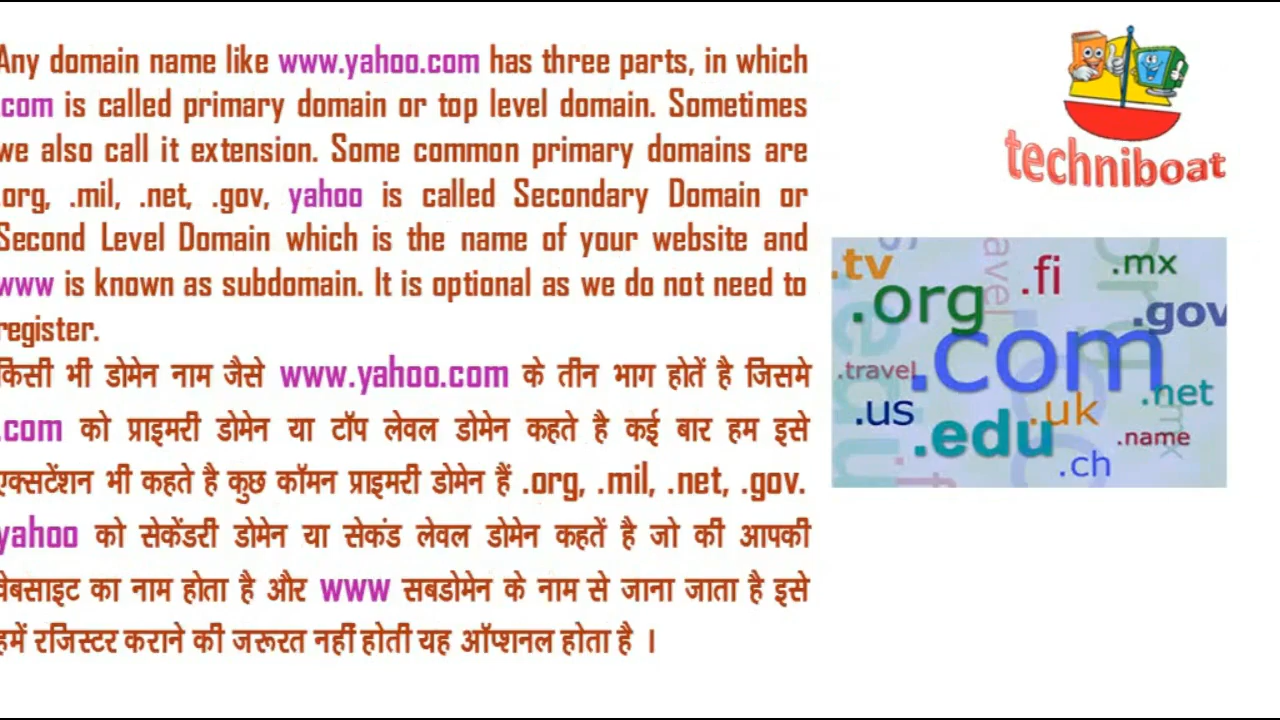 Any domain name like www.yahoo.com has three parts, in which
.com is called primary domain or top level domain. Sometimes
we also call it extension. Some common primary domains are
.org, .mil, .net, .gov, yahoo is called Secondary Domain or
Second Level Domain which is the name of your website and
www is known as subdomain. It is optional as we do not need to
register.
किसी भी डोमेन नाम जैसे www.yahoo.com के तीन भाग होतें है जिसमे
.com को प्राइमरी डोमेन या टॉप लेवल डोमेन कहते है कई बार हम इसे
एक्सटेंशन भी कहते है कुछ कॉमन प्राइमरी डोमेन हैं .org, .mil, .net, .gov.
yahoo को सेकेंडरी डोमेन या सेकंड लेवल डोमेन कहतें है जो की आपकी
वेबसाइट का नाम होता है और www सबडोमेन के नाम से जाना जाता है इसे
हमें रजिस्टर कराने की जरूरत नहीं होती यह ऑप्शनल होता है ।
techniboat
.tv
.fi
.mx
.org
.gov
.com
.travel
.net
.us
.uk
.edu
.name
.ch